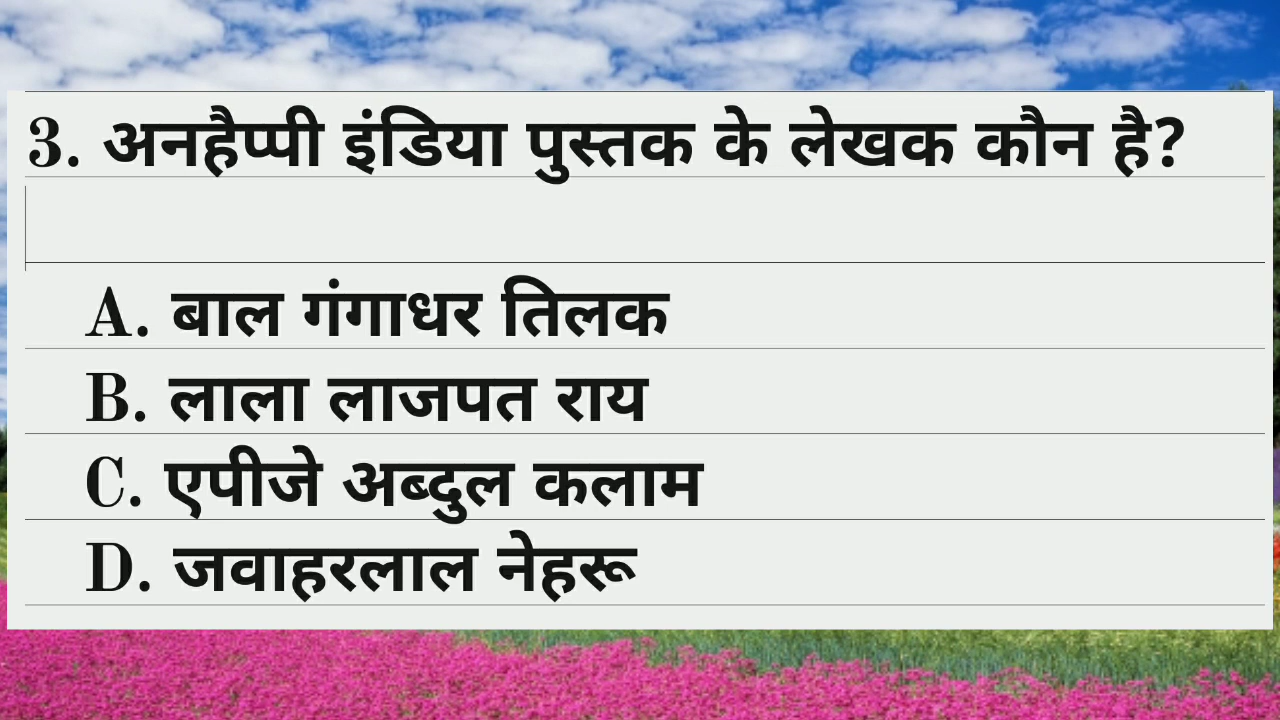 3. अनहैप्पी इंडिया पुस्तक के लेखक कौन है?
A. बाल गंगाधर तिलक
B. लाला लाजपत राय
C. एपीजे अब्दुल कलाम
D. जवाहरलाल नेहरू